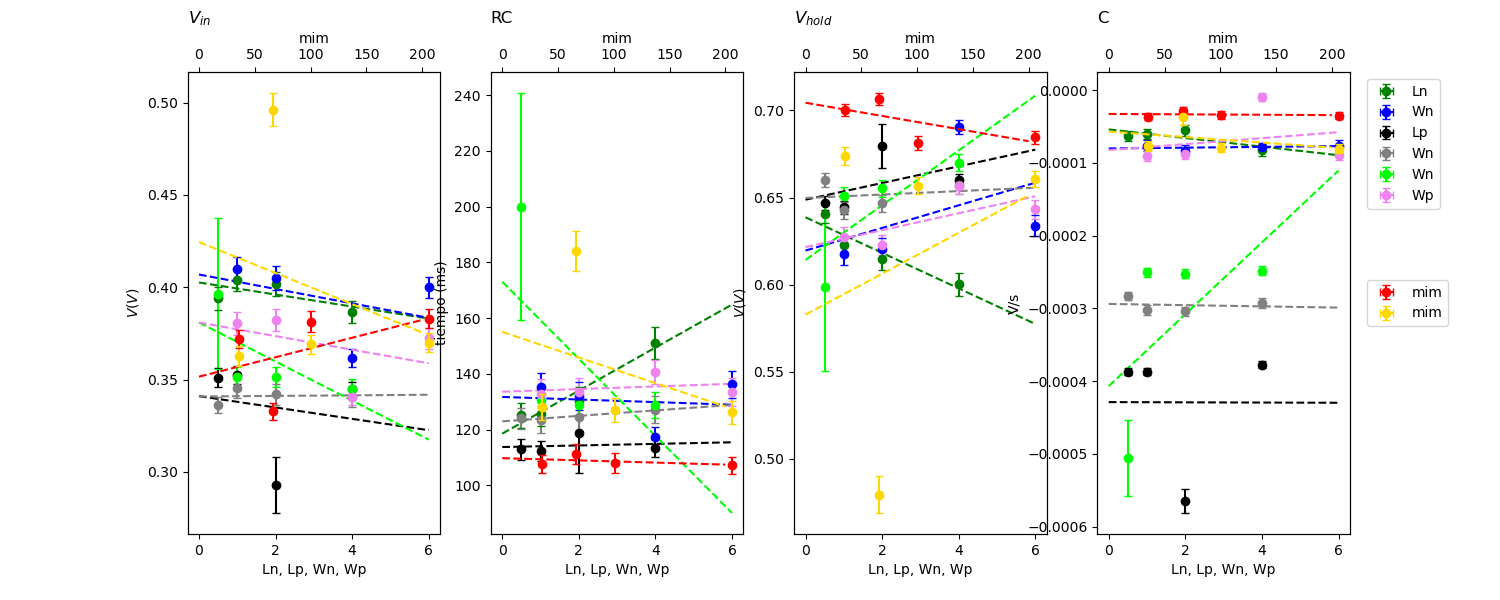 V_in
RC
V_hold
C
mim
mim
mim
mim
0 50 100 150 200
0 50 100 150 200
0 50 100 150 200
0 50 100 150 200
V(V)
0.50
0.45
0.40
0.35
0.30
0 2 4 6
Ln, Lp, Wn, Wp
tiempo (ms)
240
220
200
180
160
140
120
100
0 2 4 6
Ln, Lp, Wn, Wp
V(V)
0.70
0.65
0.60
0.55
0.50
0 2 4 6
Ln, Lp, Wn, Wp
V/s
0.0000
−0.0001
−0.0002
−0.0003
−0.0004
−0.0005
−0.0006
0 2 4 6
Ln, Lp, Wn, Wp
Ln
Wn
Lp
Wn
Wn
Wp
mim
mim